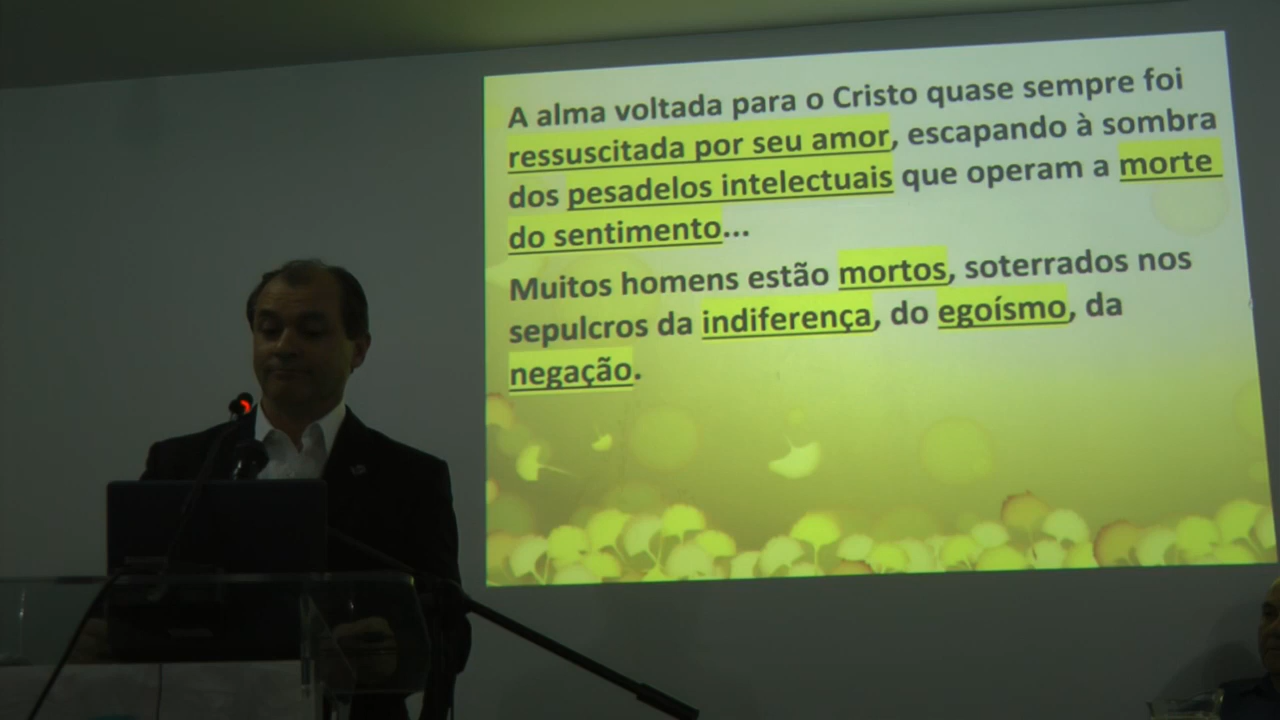 A alma voltada para o Cristo quase sempre foi
ressuscitada por seu amor, escapando à sombra
dos pesadelos intelectuais que operam a morte
do sentimento...
Muitos homens estão mortos, soterrados nos
sepulcros da indiferença, do egoísmo, da
negação.